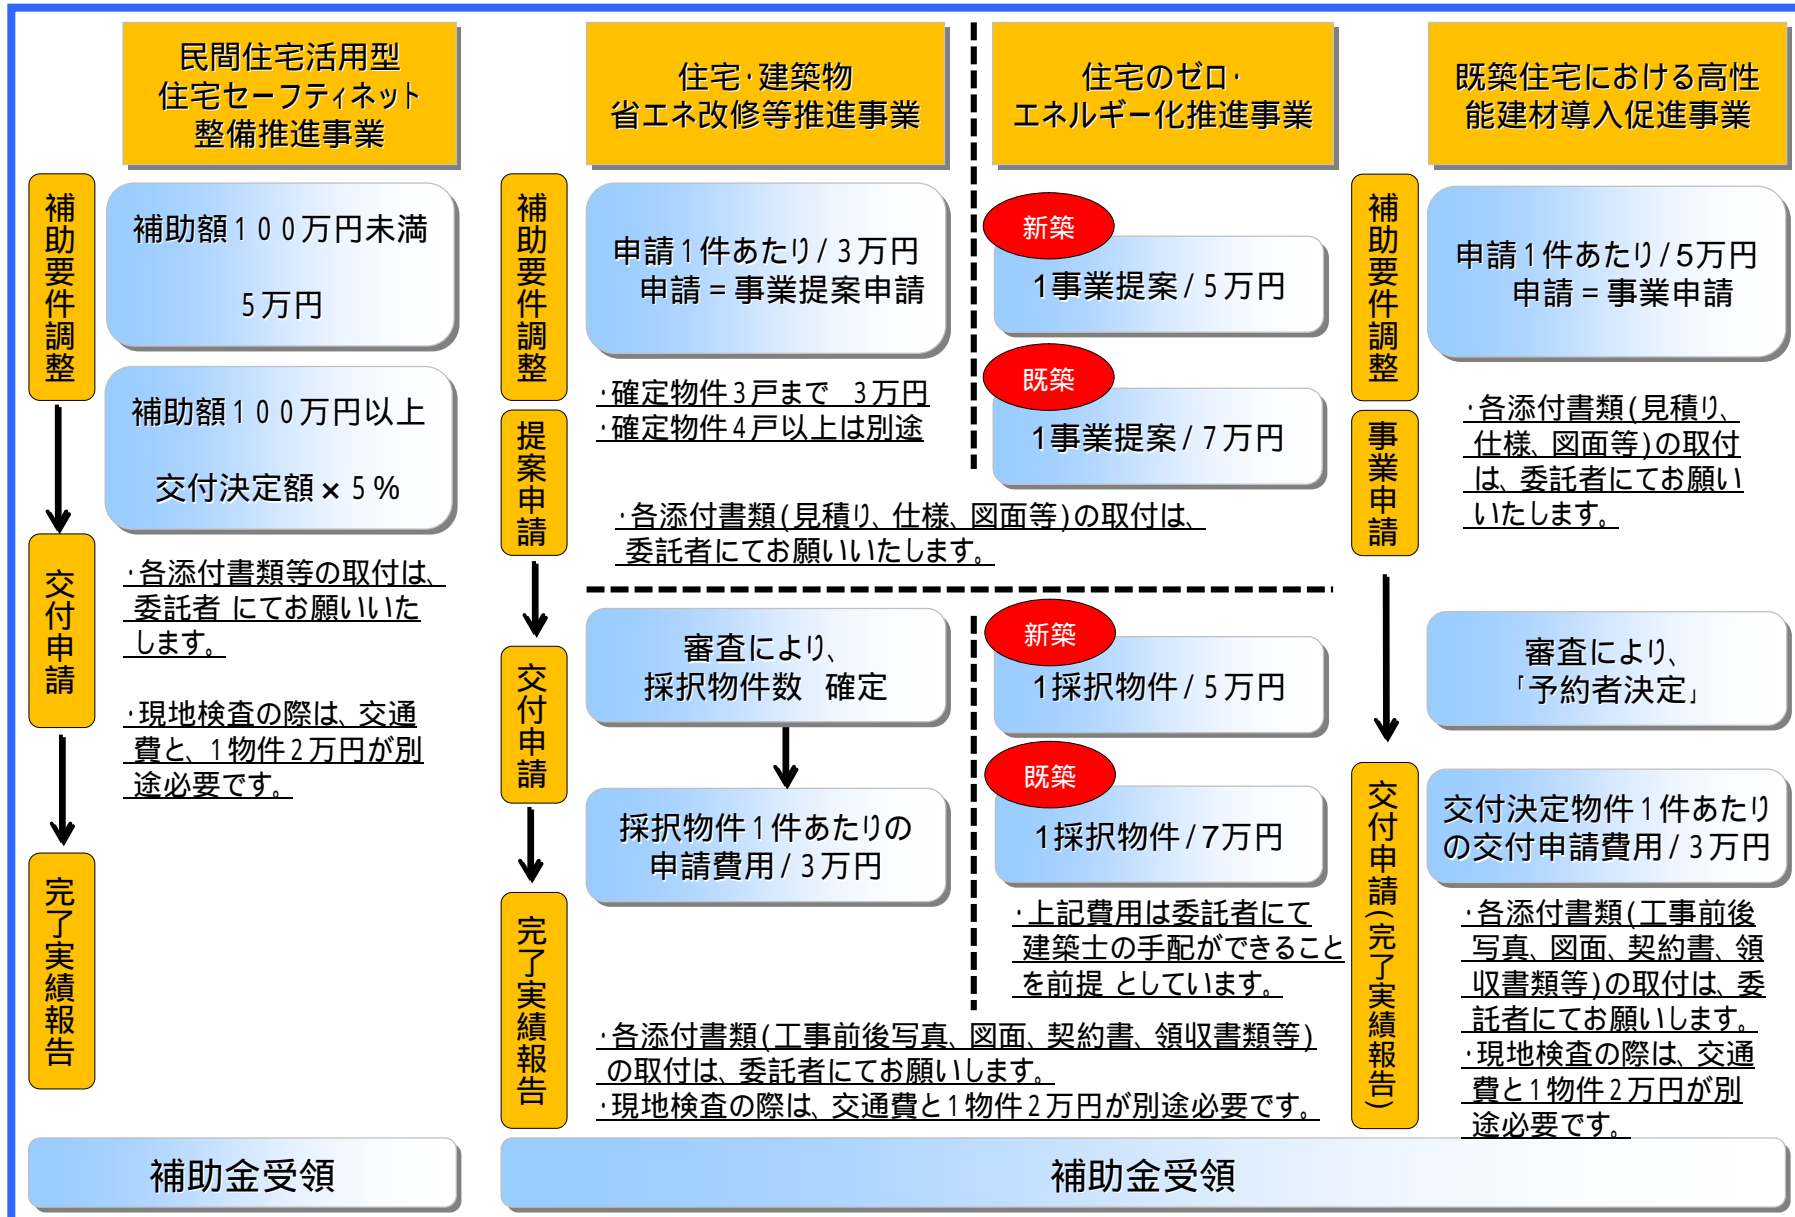 民間住宅活用型
住宅セーフティネット
整備推進事業
補助要件調整
補助額100万円未満
5万円
補助額100万円以上
交付決定額×5%
交付申請
・各添付書類等の取付は、
委託者 にてお願いいた
します。
・現地検査の際は、交通
費と、1物件2万円が別
途必要です。
完了実績報告
補助金受領
住宅・建築物
省エネ改修等推進事業
補助要件調整
申請1件あたり/3万円
申請=事業提案申請
・確定物件3戸まで 3万円
・確定物件4戸以上は別途
提案申請
住宅のゼロ・
エネルギー化推進事業
新築
1事業提案/5万円
既築
1事業提案/7万円
・各添付書類(見積り、仕様、図面等)の取付は、
委託者にてお願いいたします。
交付申請
審査により、
採択物件数 確定
採択物件1件あたりの
申請費用/3万円
新築
1採択物件/5万円
既築
1採択物件/7万円
・上記費用は委託者にて
建築士の手配ができること
を前提 としています。
完了実績報告
・各添付書類(工事前後写真、図面、契約書、領収書類等)
の取付は、委託者にてお願いします。
・現地検査の際は、交通費と1物件2万円が別途必要です。
既築住宅における高性
能建材導入促進事業
補助要件調整
申請1件あたり/5万円
申請=事業申請
事業申請
・各添付書類(見積り、
仕様、図面等)の取付
は、委託者にてお願い
いたします。
審査により、
「予約者決定」
交付申請(完了実績報告)
交付決定物件1件あたり
の交付申請費用/3万円
・各添付書類(工事前後
写真、図面、契約書、領
収書類等)の取付は、委
託者にてお願いします。
・現地検査の際は、交通
費と1物件2万円が別
途必要です。
補助金受領